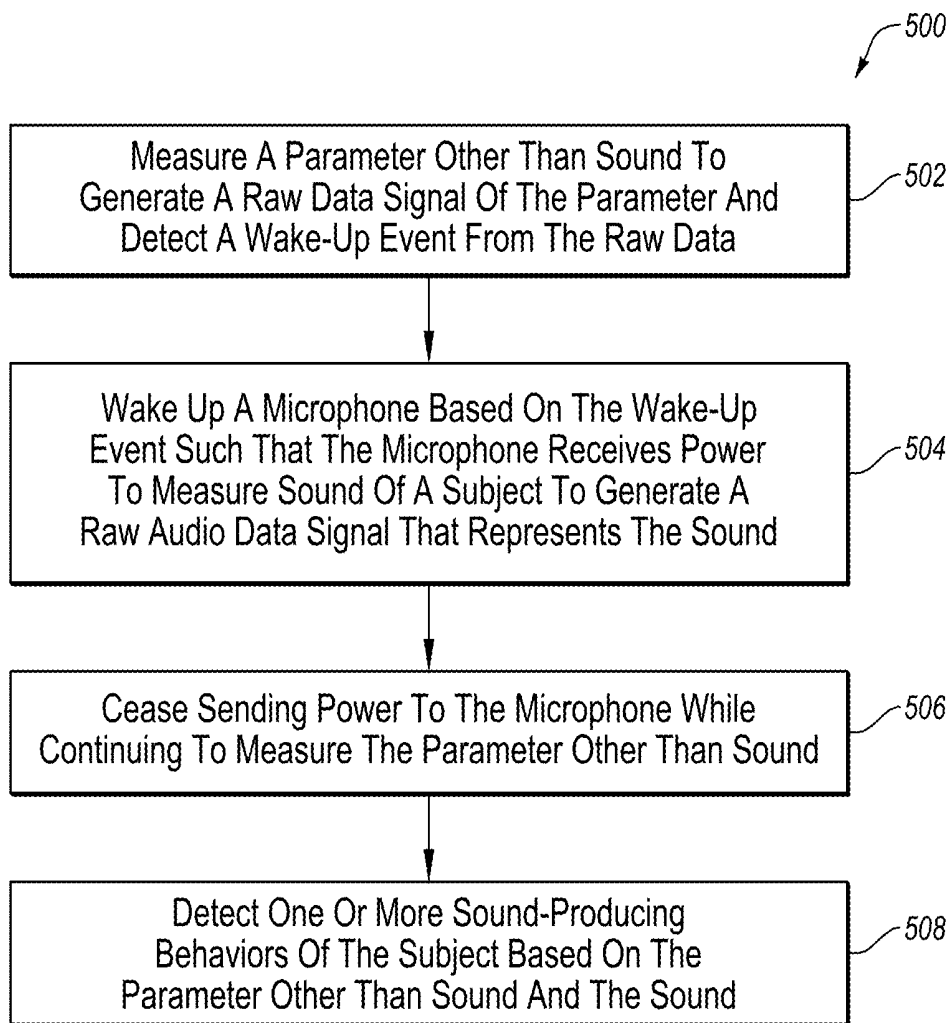 500
Measure A Parameter Other Than Sound To
Generate A Raw Data Signal Of The Parameter And
Detect A Wake-Up Event From The Raw Data
502
Wake Up A Microphone Based On The Wake-Up
Event Such That The Microphone Receives Power
To Measure Sound Of A Subject To Generate A
Raw Audio Data Signal That Represents The Sound
504
Cease Sending Power To The Microphone While
Continuing To Measure The Parameter Other Than Sound
506
Detect One Or More Sound-Producing
Behaviors Of The Subject Based On The
Parameter Other Than Sound And The Sound
508